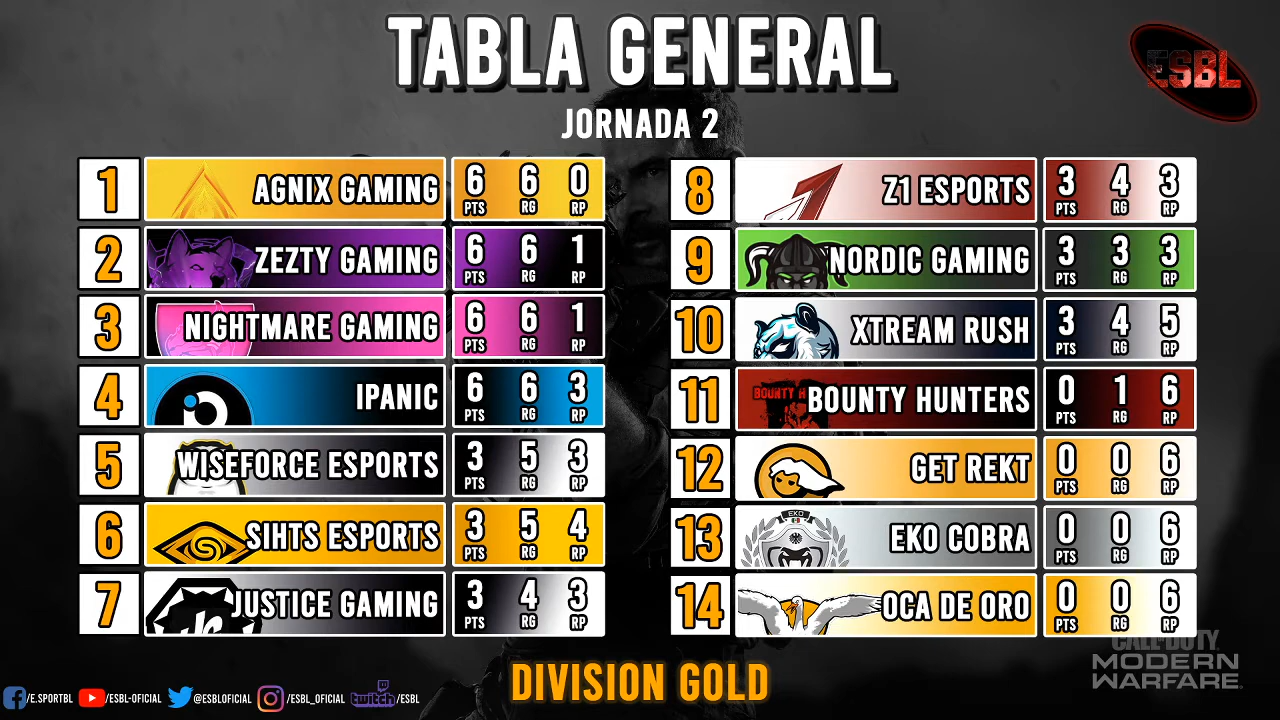 TABLA GENERAL
JORNADA 2
ESBL
1 AGNIX GAMING 6 PTS 6 RG 0 RP
2 ZEZTY GAMING 6 PTS 6 RG 1 RP
3 NIGHTMARE GAMING 6 PTS 6 RG 1 RP
4 IPANIC 6 PTS 6 RG 3 RP
5 WISEFORCE ESPORTS 3 PTS 5 RG 3 RP
6 SIHTS ESPORTS 3 PTS 5 RG 4 RP
7 JUSTICE GAMING 3 PTS 4 RG 3 RP
8 Z1 ESPORTS 3 PTS 4 RG 3 RP
9 NORDIC GAMING 3 PTS 3 RG 3 RP
10 XTREAM RUSH 3 PTS 4 RG 5 RP
11 BOUNTY H BOUNTY HUNTERS 0 PTS 1 RG 6 RP
12 GET REKT 0 PTS 0 RG 6 RP
13 EKO EKO COBRA 0 PTS 0 RG 6 RP
14 OCA DE ORO 0 PTS 0 RG 6 RP
DIVISION GOLD
CALL OF DUTY
MODERN
WARFARE.
/E.SPORTBL /ESBL-OFICIAL @ESBLOFICIAL /ESBL_OFICIAL twitch /ESBL